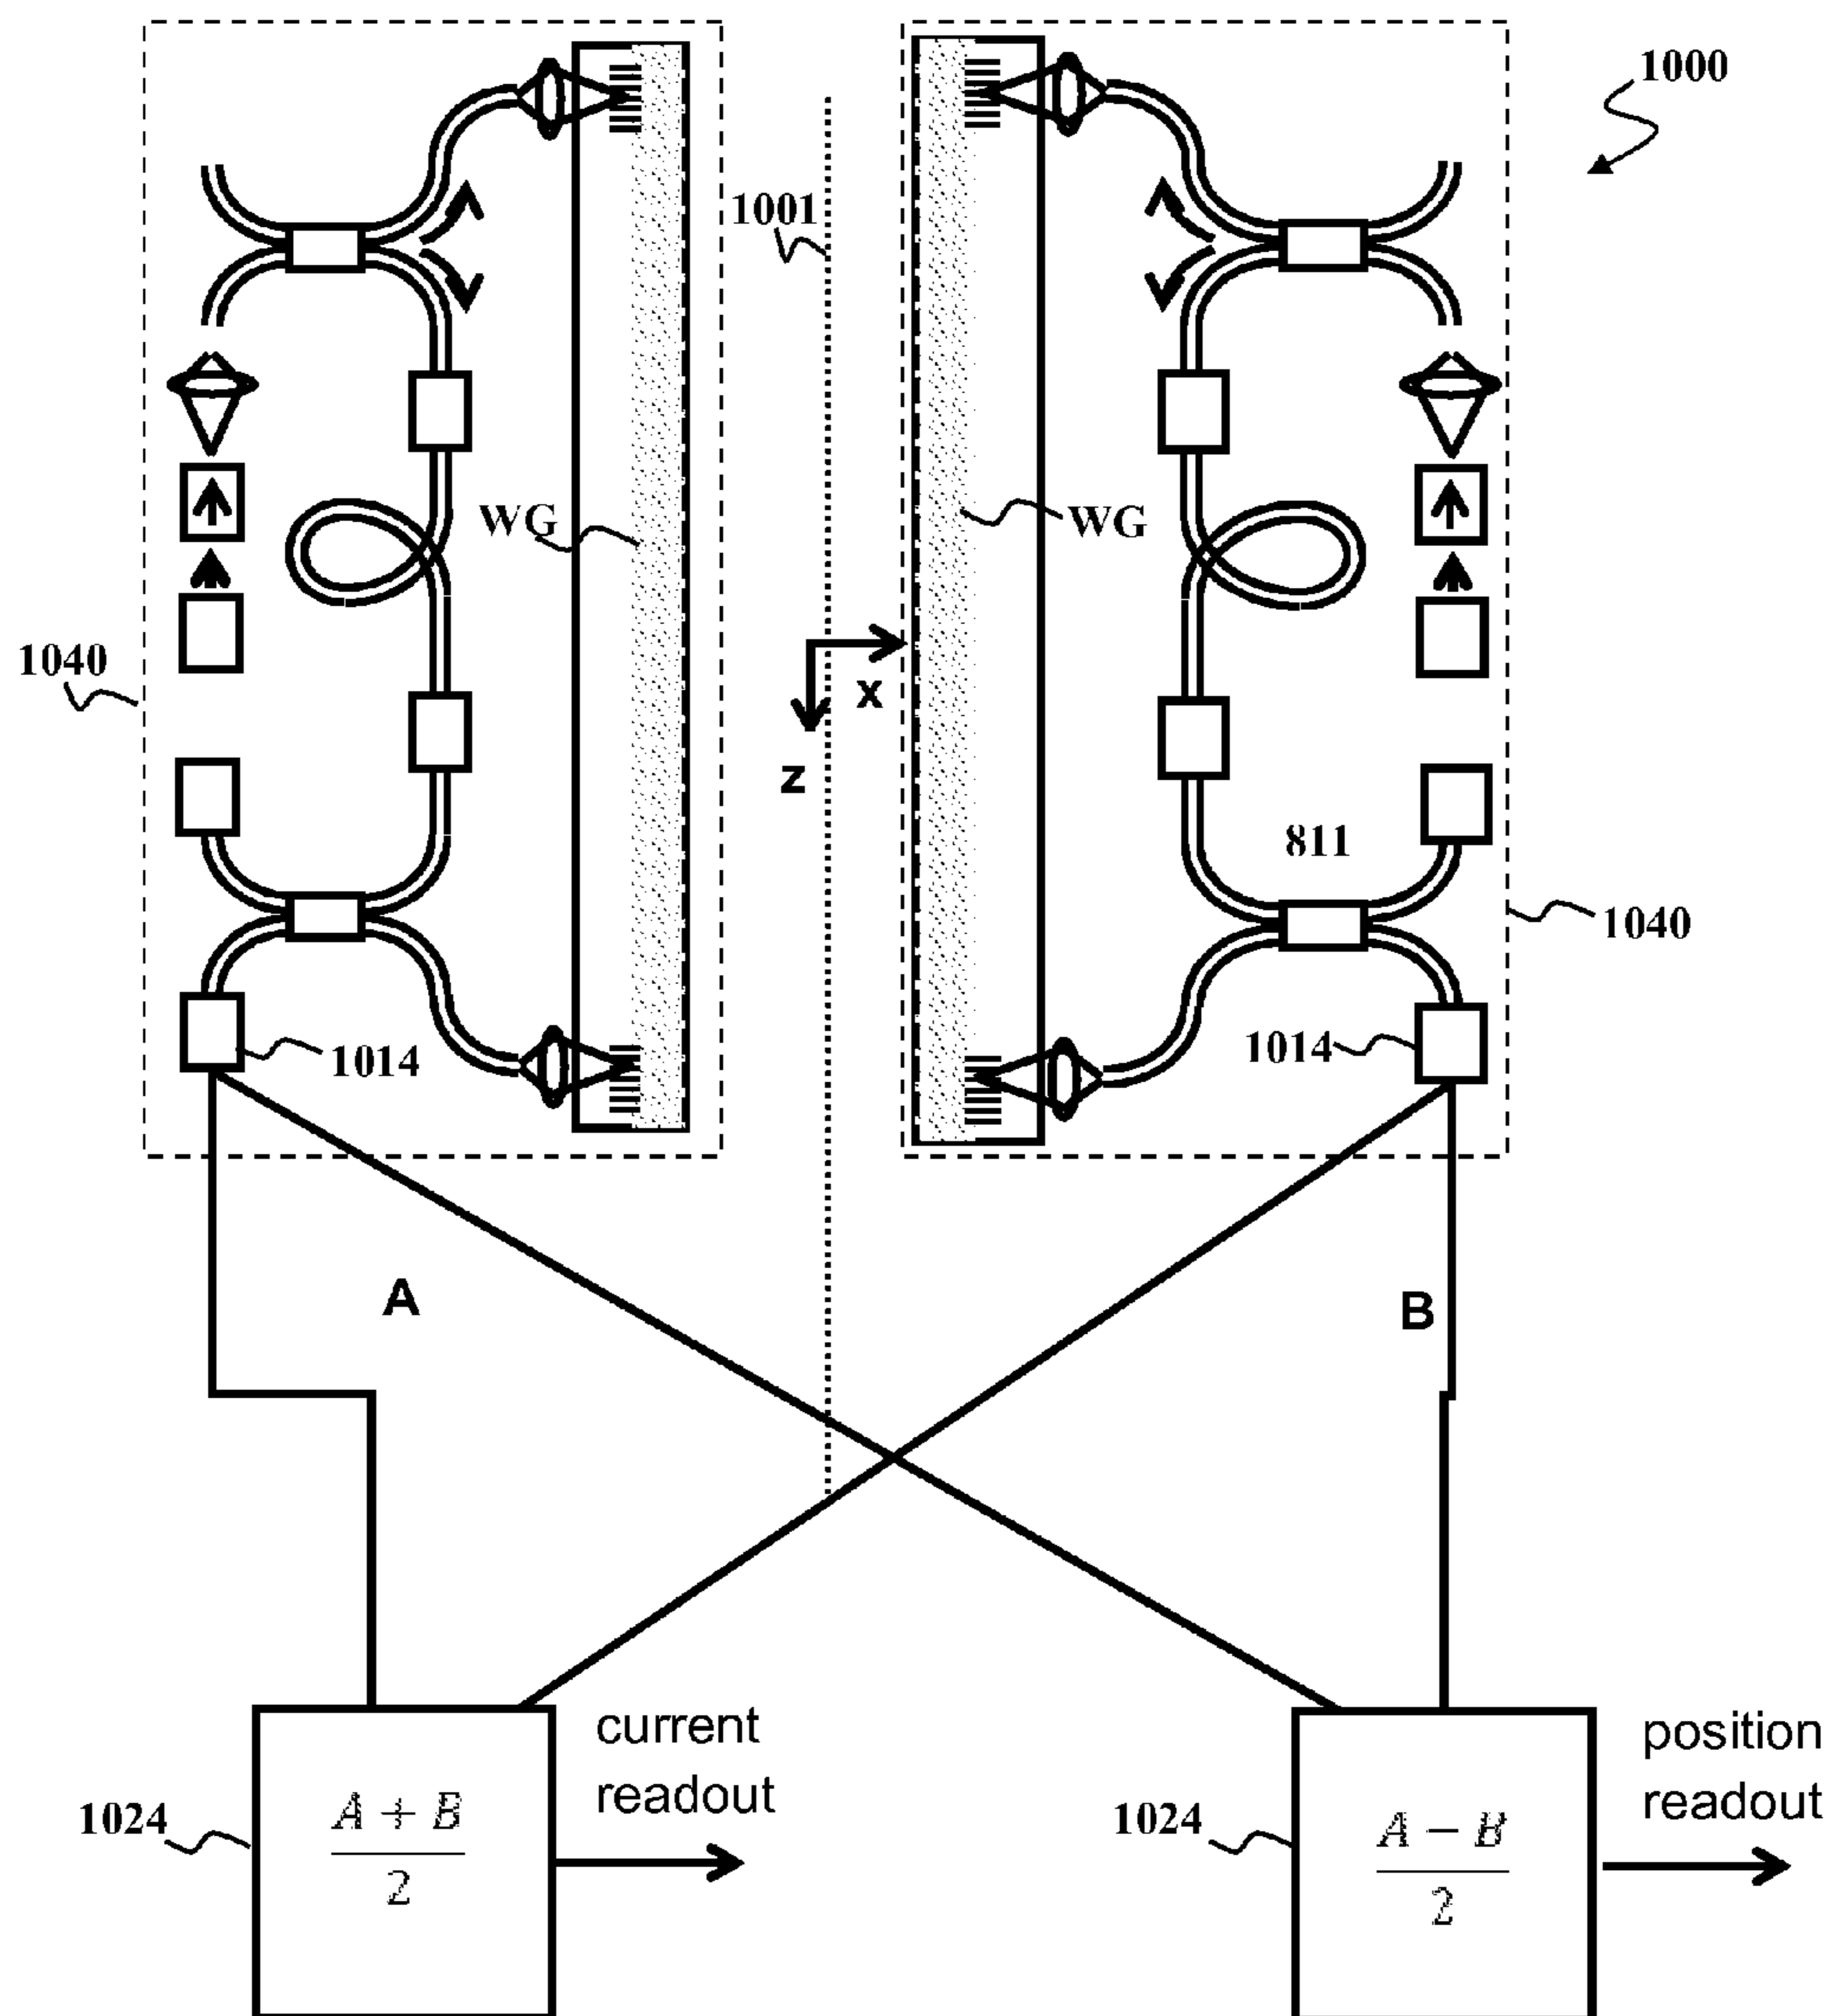 1000
1001
WG
WG
1040
x
z
811
1040
1014
1014
A
B
current
readout
position
readout
1024
A + B
2
1024
A − B
2